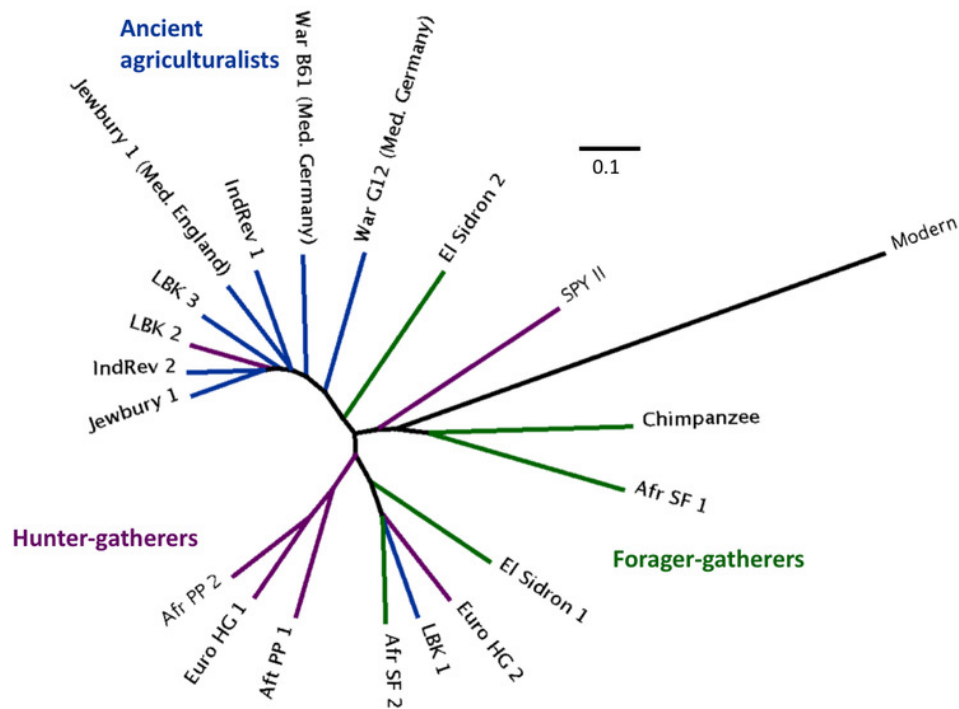 Ancient
agriculturalists
War B61 (Med. Germany)
War G12 (Med. Germany)
Jewbury 1 (Med. England)
IndRev 1
El Sidron 2
0.1
Modern
SPY II
LBK 3
LBK 2
IndRev 2
Jewbury 1
Chimpanzee
Afr SF 1
Hunter-gatherers
Forager-gatherers
El Sidron 1
Afr PP 2
Euro HG 1
Aft PP 1
Afr SF 2
LBK 1
Euro HG 2